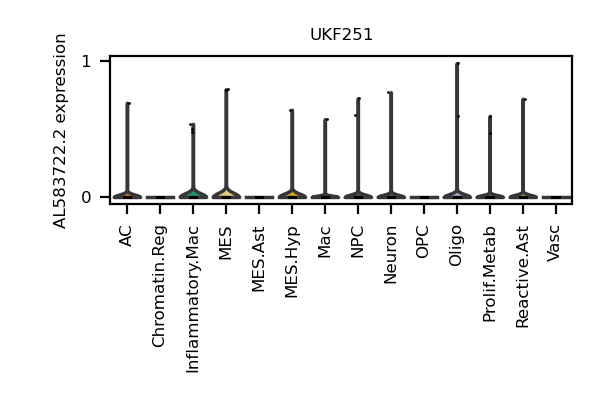 UKF251
AL583722.2 expression
1
0
AC
Chromatin.Reg
Inflammatory.Mac
MES
MES.Ast
MES.Hyp
Mac
NPC
Neuron
OPC
Oligo
Prolif.Metab
Reactive.Ast
Vasc